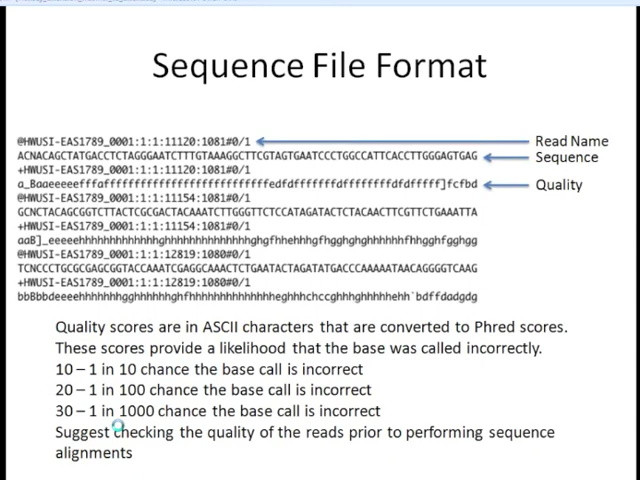 Sequence File Format
@HWUSI-EAS1789_0001:1:1:11120:1081#0/1
Read Name
ACNACAGCTATGACCTCTAGGGAATCTTTGTAAAGGCTTCGTAGTGAATCCCTGGCCATTCACCTTGGGAGTGAG
Sequence
+HWUSI-EAS1789_0001:1:1:11120:1081#0/1
a_Baaeeeeefffaffffffffffffffffffffffffffffedfdfffffffdfffffffdfdfffff]fcfbd
Quality
@HWUSI-EAS1789_0001:1:1:11154:1081#0/1
GCNCTACAGCGGTCTTACTCGCGACTACAAATCTTGGGTTCTCCATAGATACTCTACAACTTCGTTCTGAAATTA
+HWUSI-EAS1789_0001:1:1:11154:1081#0/1
aaB]_eeeeehhhhhhhhhhhhhghhhhhhhhhhhhhhhghgfhhehhhgfhgghghghhhhhhfhhgghfgghgg
@HWUSI-EAS1789_0001:1:1:12819:1080#0/1
TCNCCCTGCGCGAGCGGTACCAAATCGAGGCAAACTCTGAATACTAGATATGACCCAAAAATAACAGGGGTCAAG
+HWUSI-EAS1789_0001:1:1:12819:1080#0/1
bbBbbdeeeehhhhhhhgghhhhhhghfhhhhhhhhhhhhhhheghhhchccghhhghhhhhehh`bdffdadgdg
Quality scores are in ASCII characters that are converted to Phred scores.
These scores provide a likelihood that the base was called incorrectly.
10 – 1 in 10 chance the base call is incorrect
20 – 1 in 100 chance the base call is incorrect
30 – 1 in 1000 chance the base call is incorrect
Suggest checking the quality of the reads prior to performing sequence
alignments